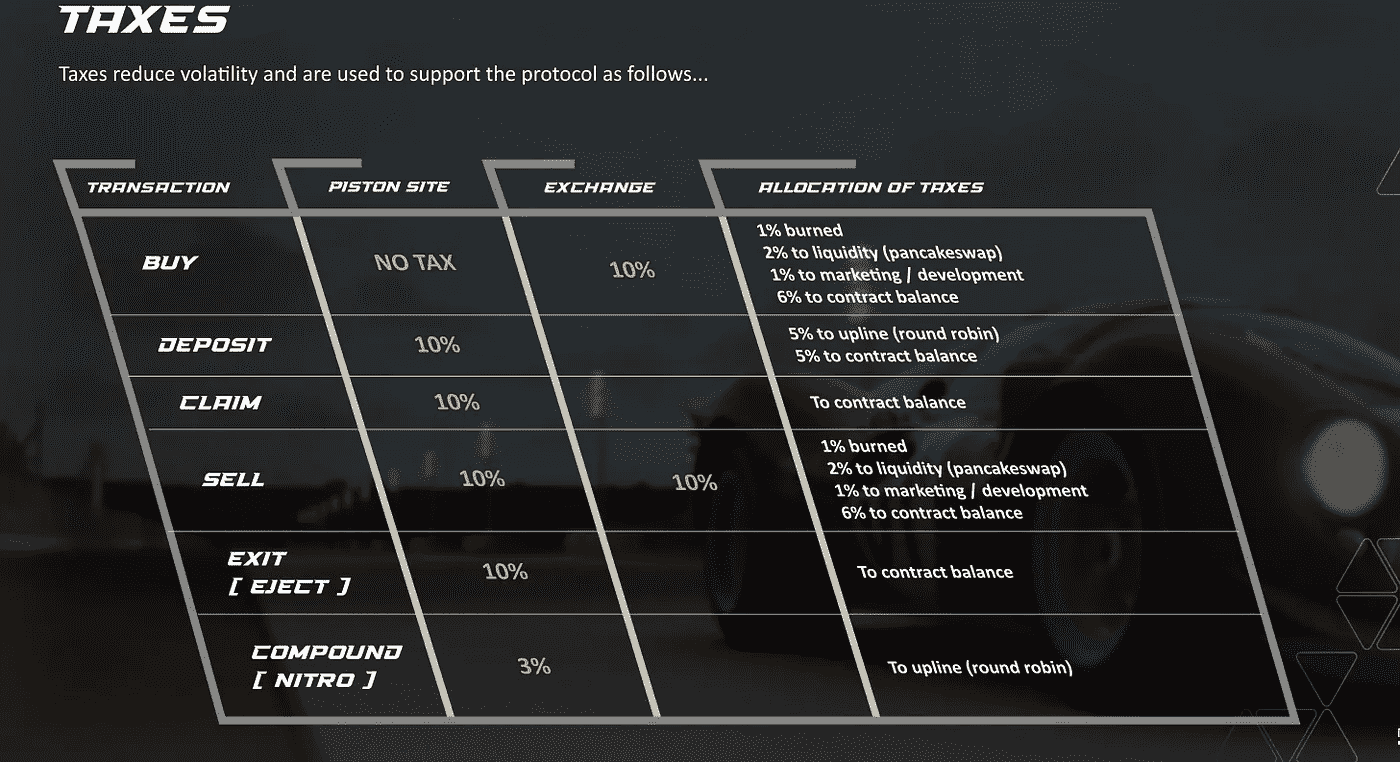 TAXES
Taxes reduce volatility and are used to support the protocol as follows...
TRANSACTION PISTON SITE EXCHANGE ALLOCATION OF TAXES
BUY NO TAX 10%
1% burned
2% to liquidity (pancakeswap)
1% to marketing / development
6% to contract balance
DEPOSIT 10%
5% to upline (round robin)
5% to contract balance
CLAIM 10% To contract balance
SELL 10% 10%
1% burned
2% to liquidity (pancakeswap)
1% to marketing / development
6% to contract balance
EXIT
[ EJECT ]
10% To contract balance
COMPOUND
[ NITRO ]
3% To upline (round robin)